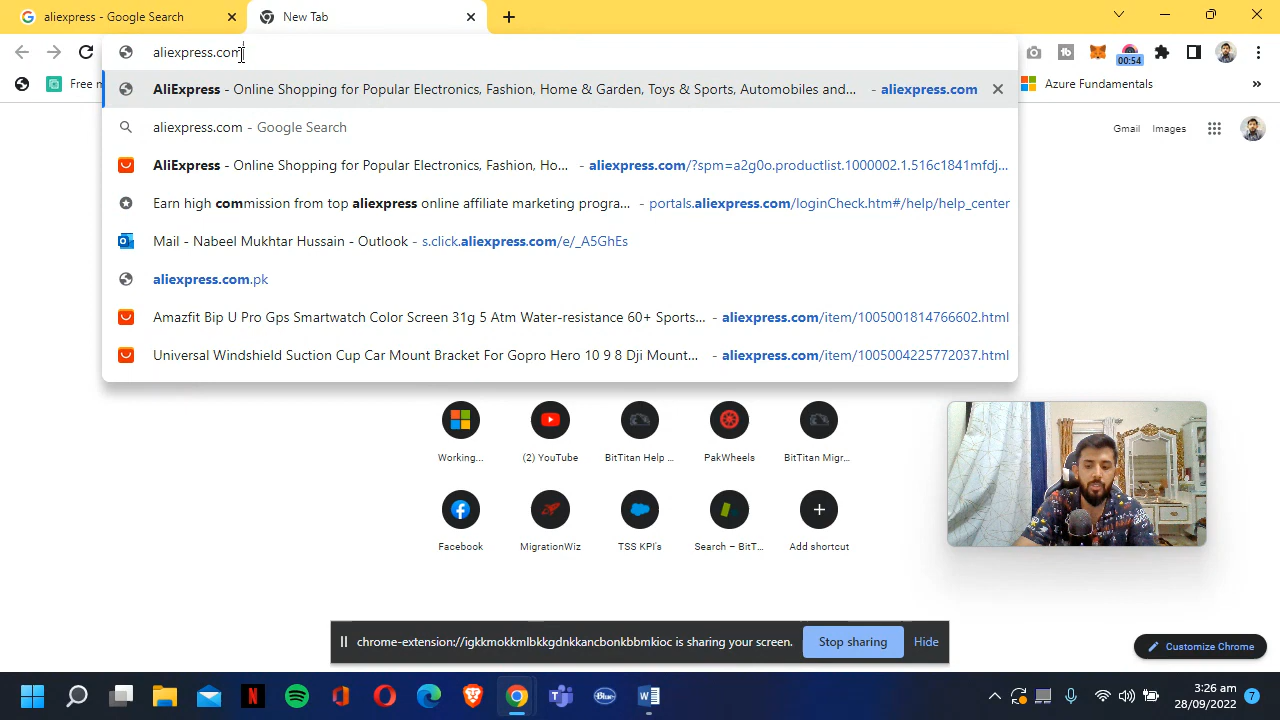 aliexpress - Google Search
New Tab
aliexpress.com
00:54
Free m
Azure Fundamentals
»
AliExpress - Online Shopping for Popular Electronics, Fashion, Home & Garden, Toys & Sports, Automobiles and... - aliexpress.com
aliexpress.com - Google Search
AliExpress - Online Shopping for Popular Electronics, Fashion, Ho... - aliexpress.com/?spm=a2g0o.productlist.1000002.1.516c1841mfdj...
Earn high commission from top aliexpress online affiliate marketing progra... - portals.aliexpress.com/loginCheck.htm#/help/help_center
Mail - Nabeel Mukhtar Hussain - Outlook - s.click.aliexpress.com/e/_A5GhEs
aliexpress.com.pk
Amazfit Bip U Pro Gps Smartwatch Color Screen 31g 5 Atm Water-resistance 60+ Sports... - aliexpress.com/item/1005001814766602.html
Universal Windshield Suction Cup Car Mount Bracket For Gopro Hero 10 9 8 Dji Mount... - aliexpress.com/item/1005004225772037.html
Gmail Images
Working... (2) YouTube BitTitan Help ... PakWheels BitTitan Migr...
Facebook MigrationWiz TSS KPI's Search – BitT... Add shortcut
chrome-extension://igkkmokkmlbkkgdnkkancbonkbbmkioc is sharing your screen. Stop sharing Hide
Customize Chrome
3:26 am
28/09/2022
7